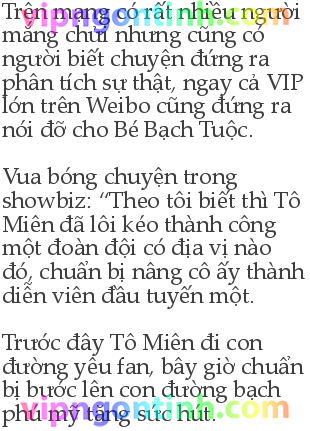 Trên mạng có rất nhiều người
mắng chửi nhưng cũng có
người biết chuyện đứng ra
phân tích sự thật, ngay cả VIP
lớn trên Weibo cũng đứng ra
nói đỡ cho Bé Bạch Tuộc.
Vua bóng chuyện trong
showbiz: “Theo tôi biết thì Tô
Miên đã lôi kéo thành công
một đoàn đội có địa vị nào
đó, chuẩn bị nâng cô ấy thành
diễn viên đầu tuyến một.
Trước đây Tô Miên đi con
đường yêu fan, bây giờ chuẩn
bị bước lên con đường bạch
phú mỹ tăng sức hút.
vipngontinh.com
vipngontinh.com